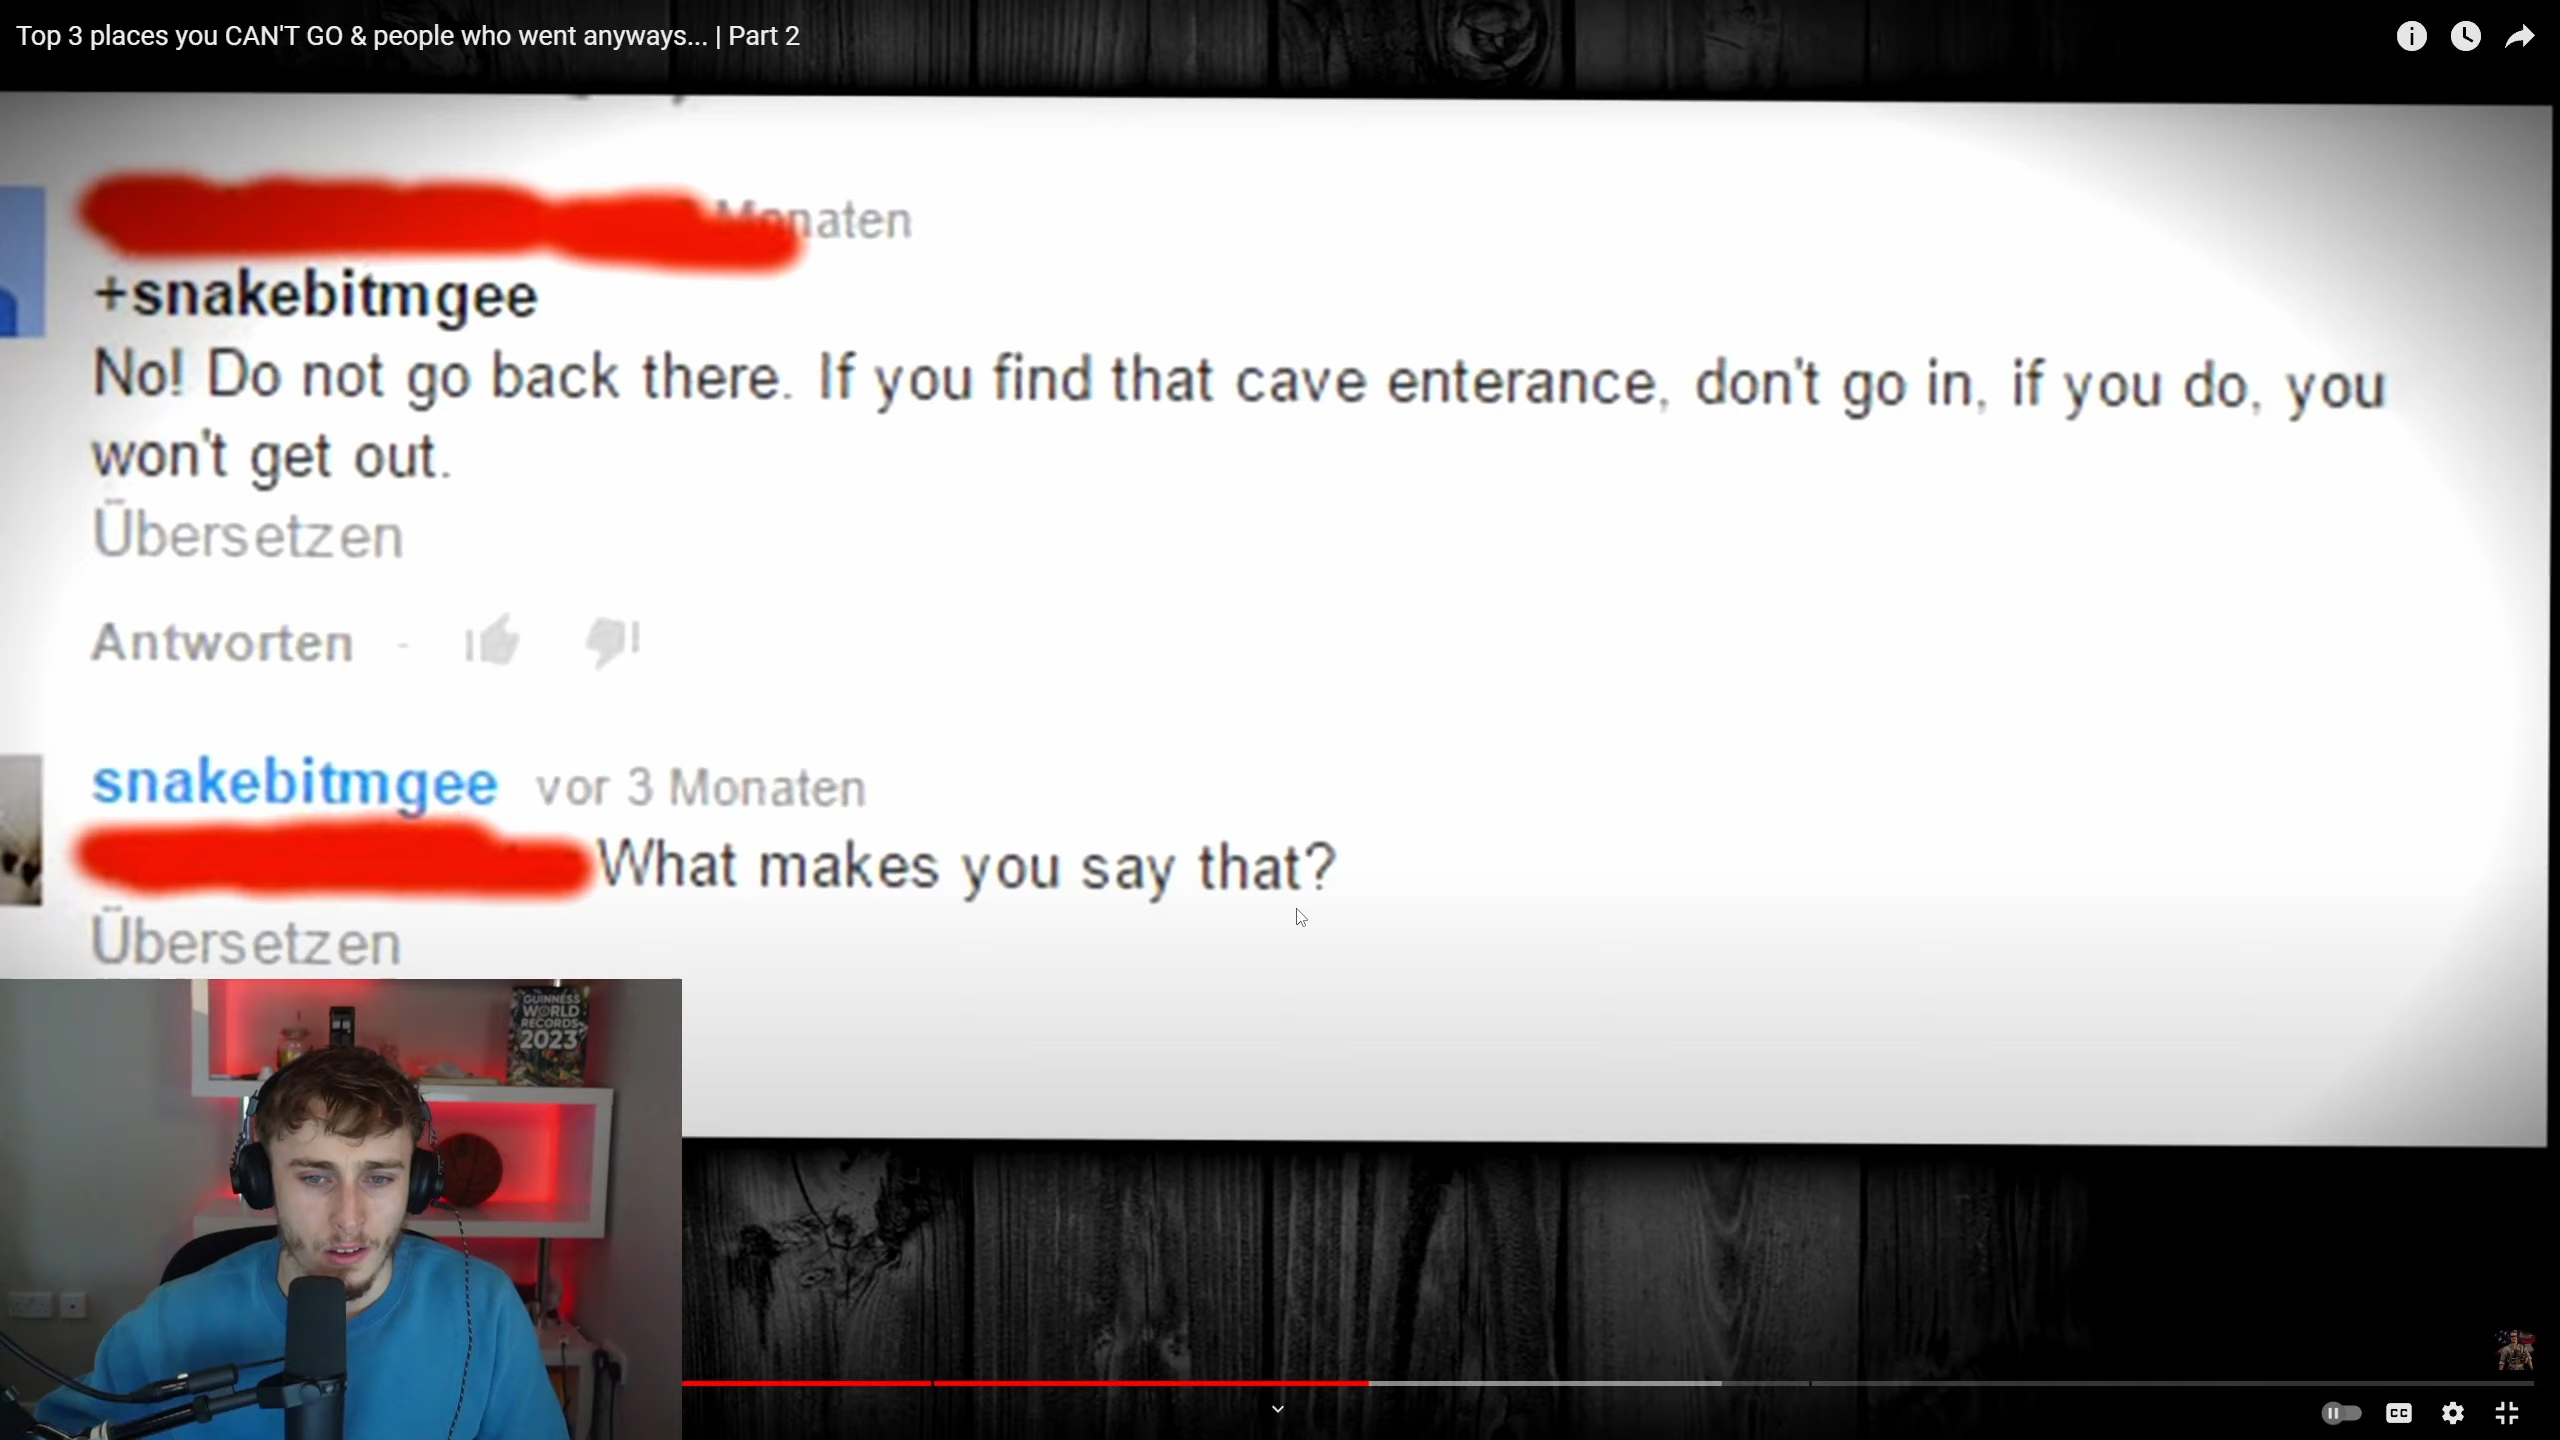 Top 3 places you CAN'T GO & people who went anyways... | Part 2
Monaten
+snakebitmgee
No! Do not go back there. If you find that cave enterance, don't go in, if you do, you
won't get out.
Übersetzen
Antworten -
snakebitmgee vor 3 Monaten
What makes you say that?
Übersetzen
GUINNESS
WORLD
RECORDS
2023
CC